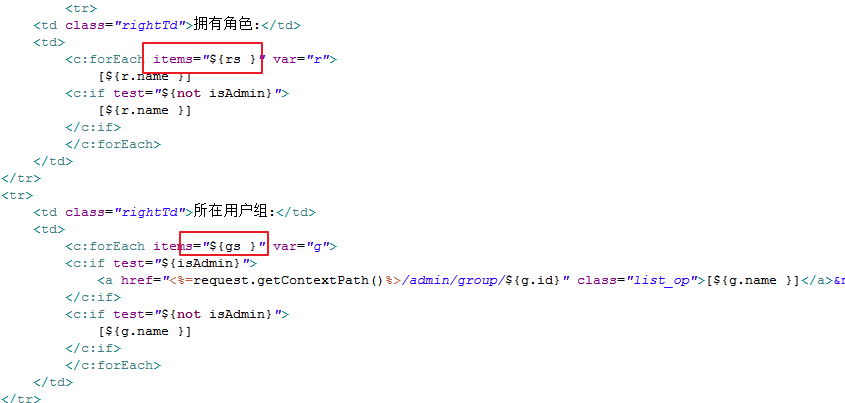 <tr>
<td class="rightTd">拥有角色:</td>
<td>
<c:forEach items="${rs }" var="r">
[${r.name }]
<c:if test="${not isAdmin}">
[${r.name }]
</c:if>
</c:forEach>
</td>
</tr>
<tr>
<td class="rightTd">所在用户组:</td>
<td>
<c:forEach items="${gs }" var="g">
<c:if test="${isAdmin}">
<a href="<%=request.getContextPath()%>/admin/group/${g.id}" class="list_op">[${g.name }]</a>&n
</c:if>
<c:if test="${not isAdmin}">
[${g.name }]
</c:if>
</c:forEach>
</td>
</tr>